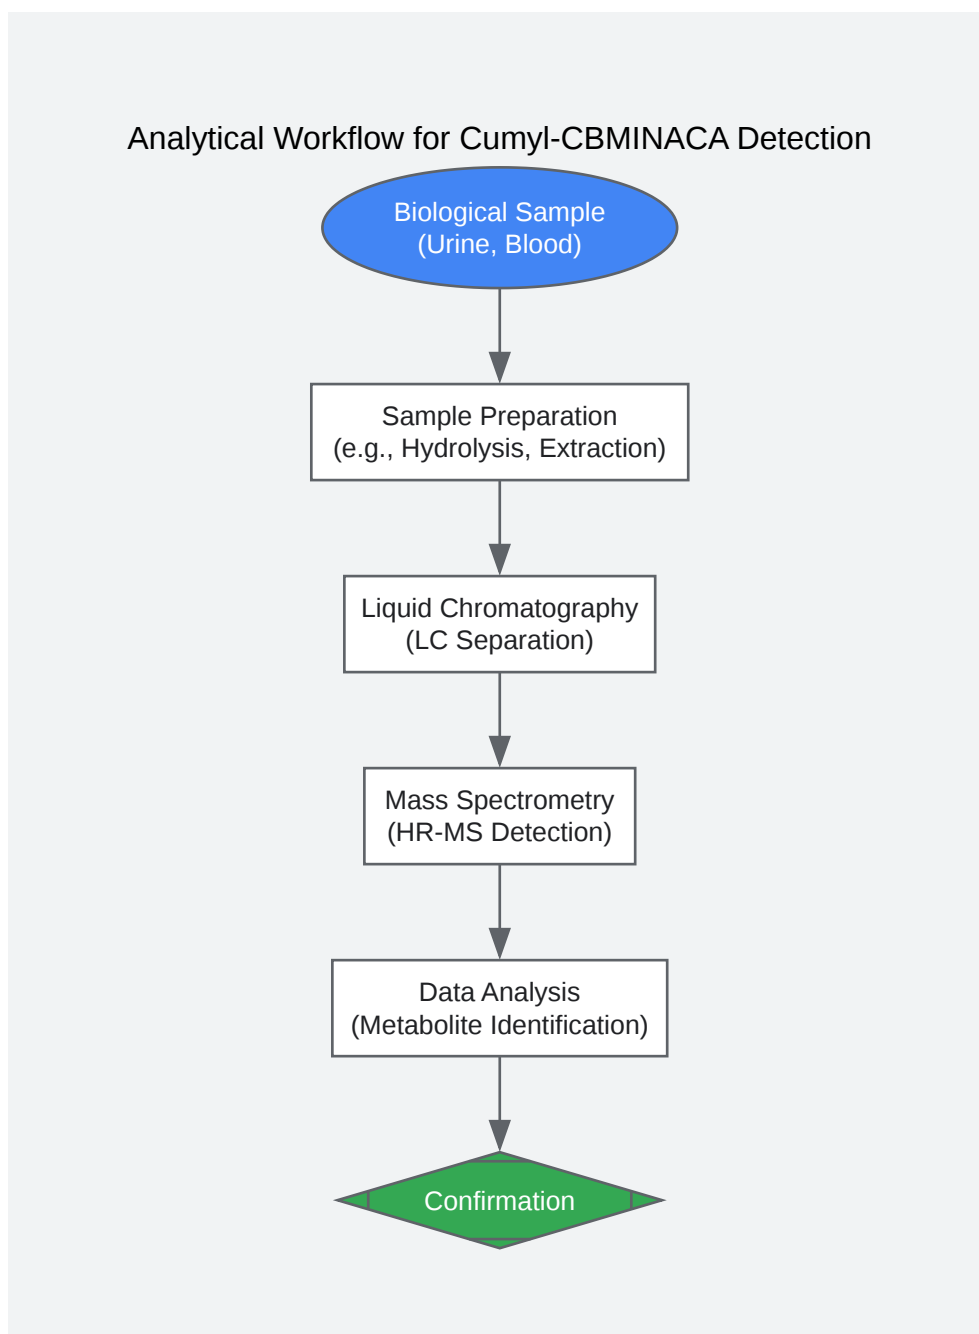 Analytical Workflow for Cumyl-CBMINACA Detection
Biological Sample
(Urine, Blood)
Sample Preparation
(e.g., Hydrolysis, Extraction)
Liquid Chromatography
(LC Separation)
Mass Spectrometry
(HR-MS Detection)
Data Analysis
(Metabolite Identification)
Confirmation